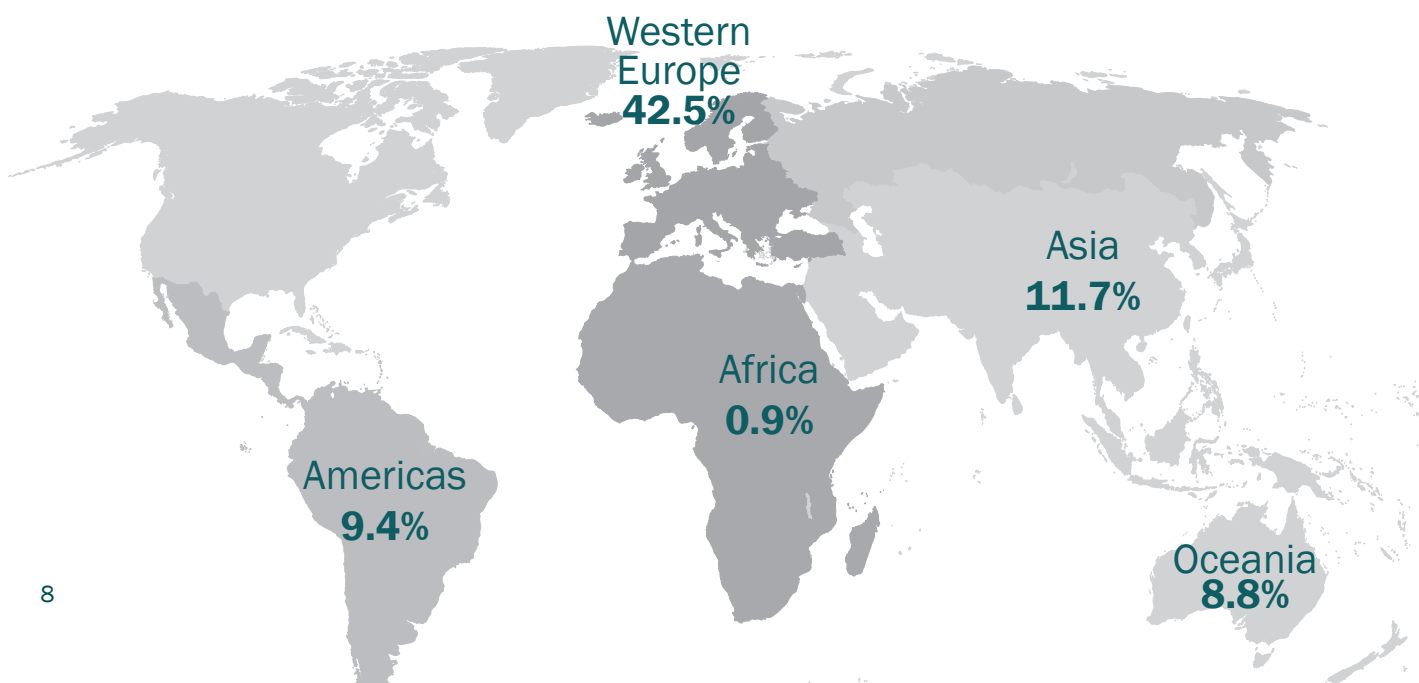 Western
Europe
42.5%
Asia
11.7%
Africa
0.9%
Americas
9.4%
Oceania
8.8%
8